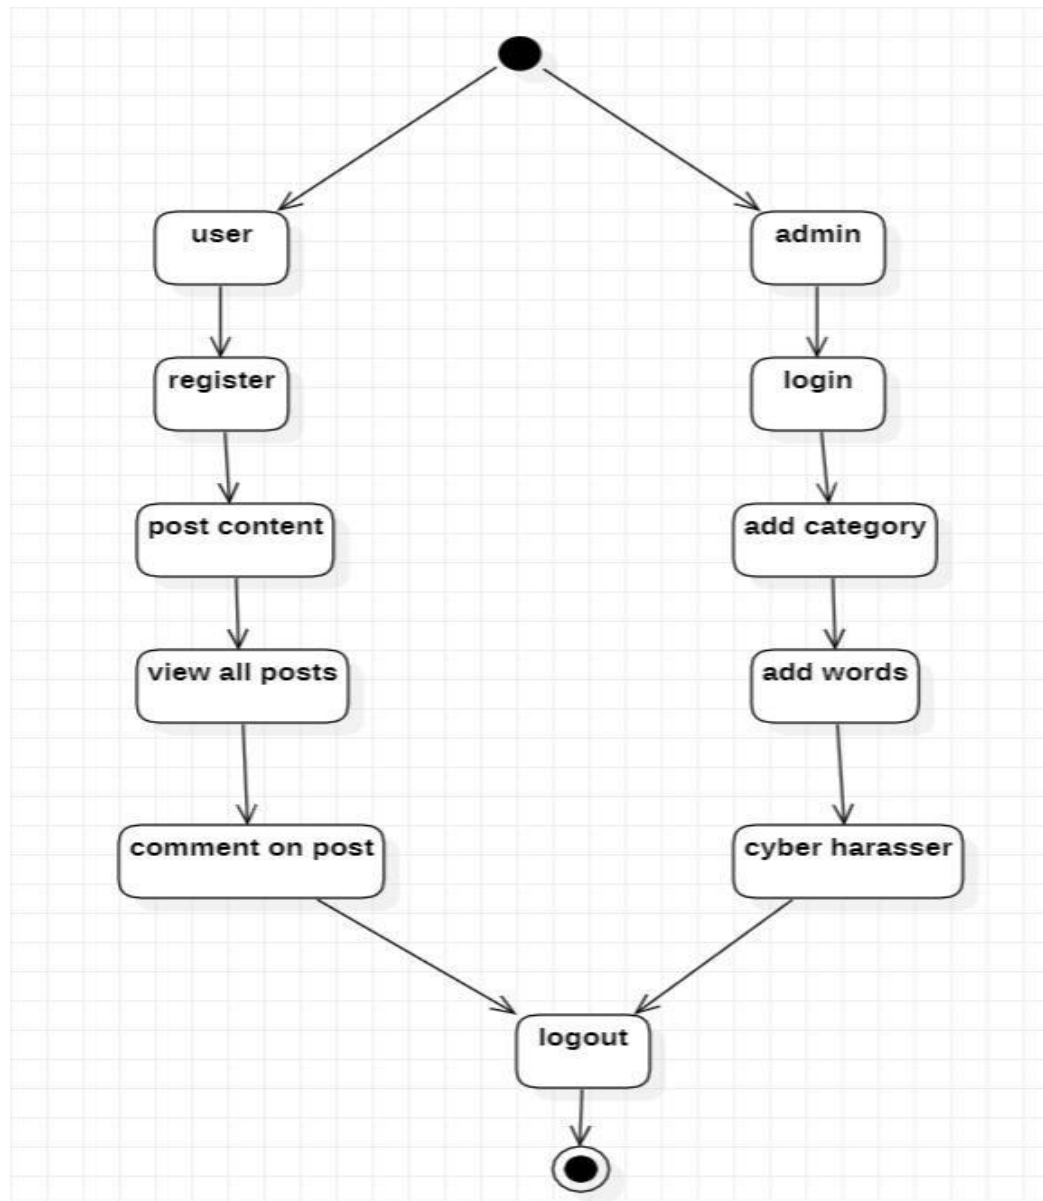 user
admin
register
login
post content
add category
view all posts
add words
comment on post
cyber harasser
logout